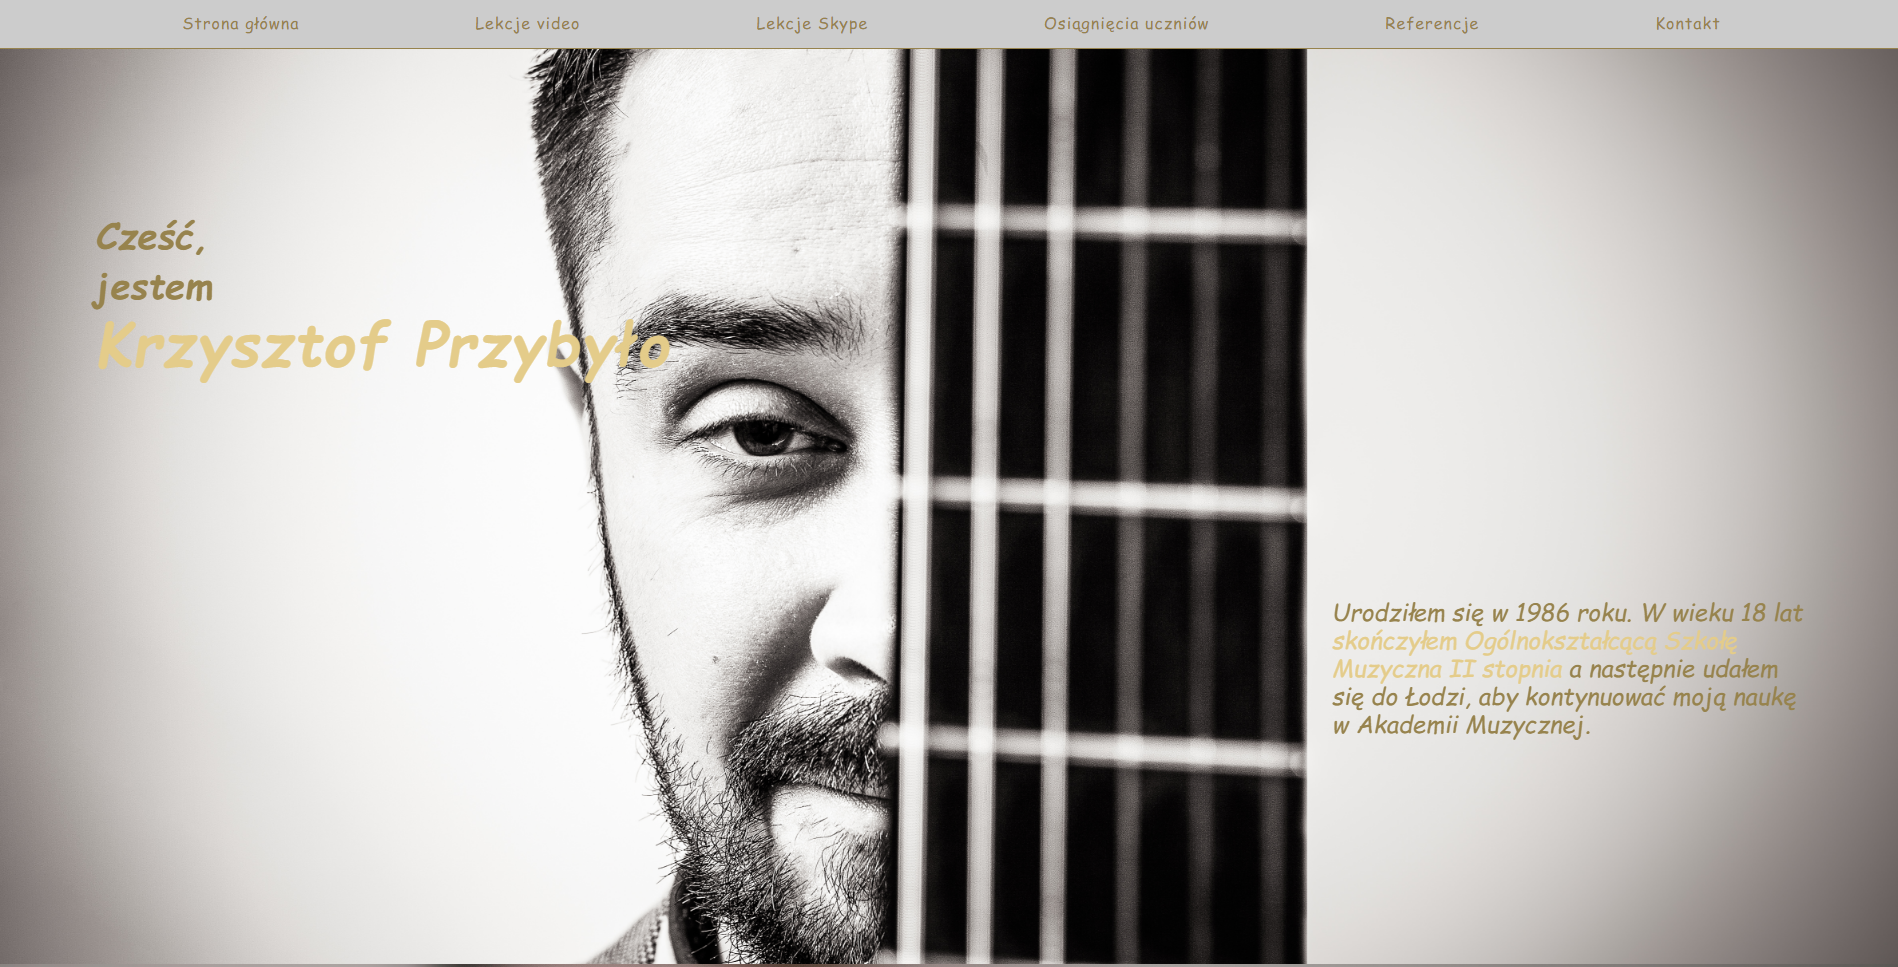 Strona główna Lekcje video Lekcje Skype Osiągnięcia uczniów Referencje Kontakt
Cześć,
jestem
Krzysztof Przybyło
Urodziłem się w 1986 roku. W wieku 18 lat
skończyłem Ogólnokształcącą Szkołę
Muzyczna II stopnia a następnie udałem
się do Łodzi, aby kontynuować moją naukę
w Akademii Muzycznej.